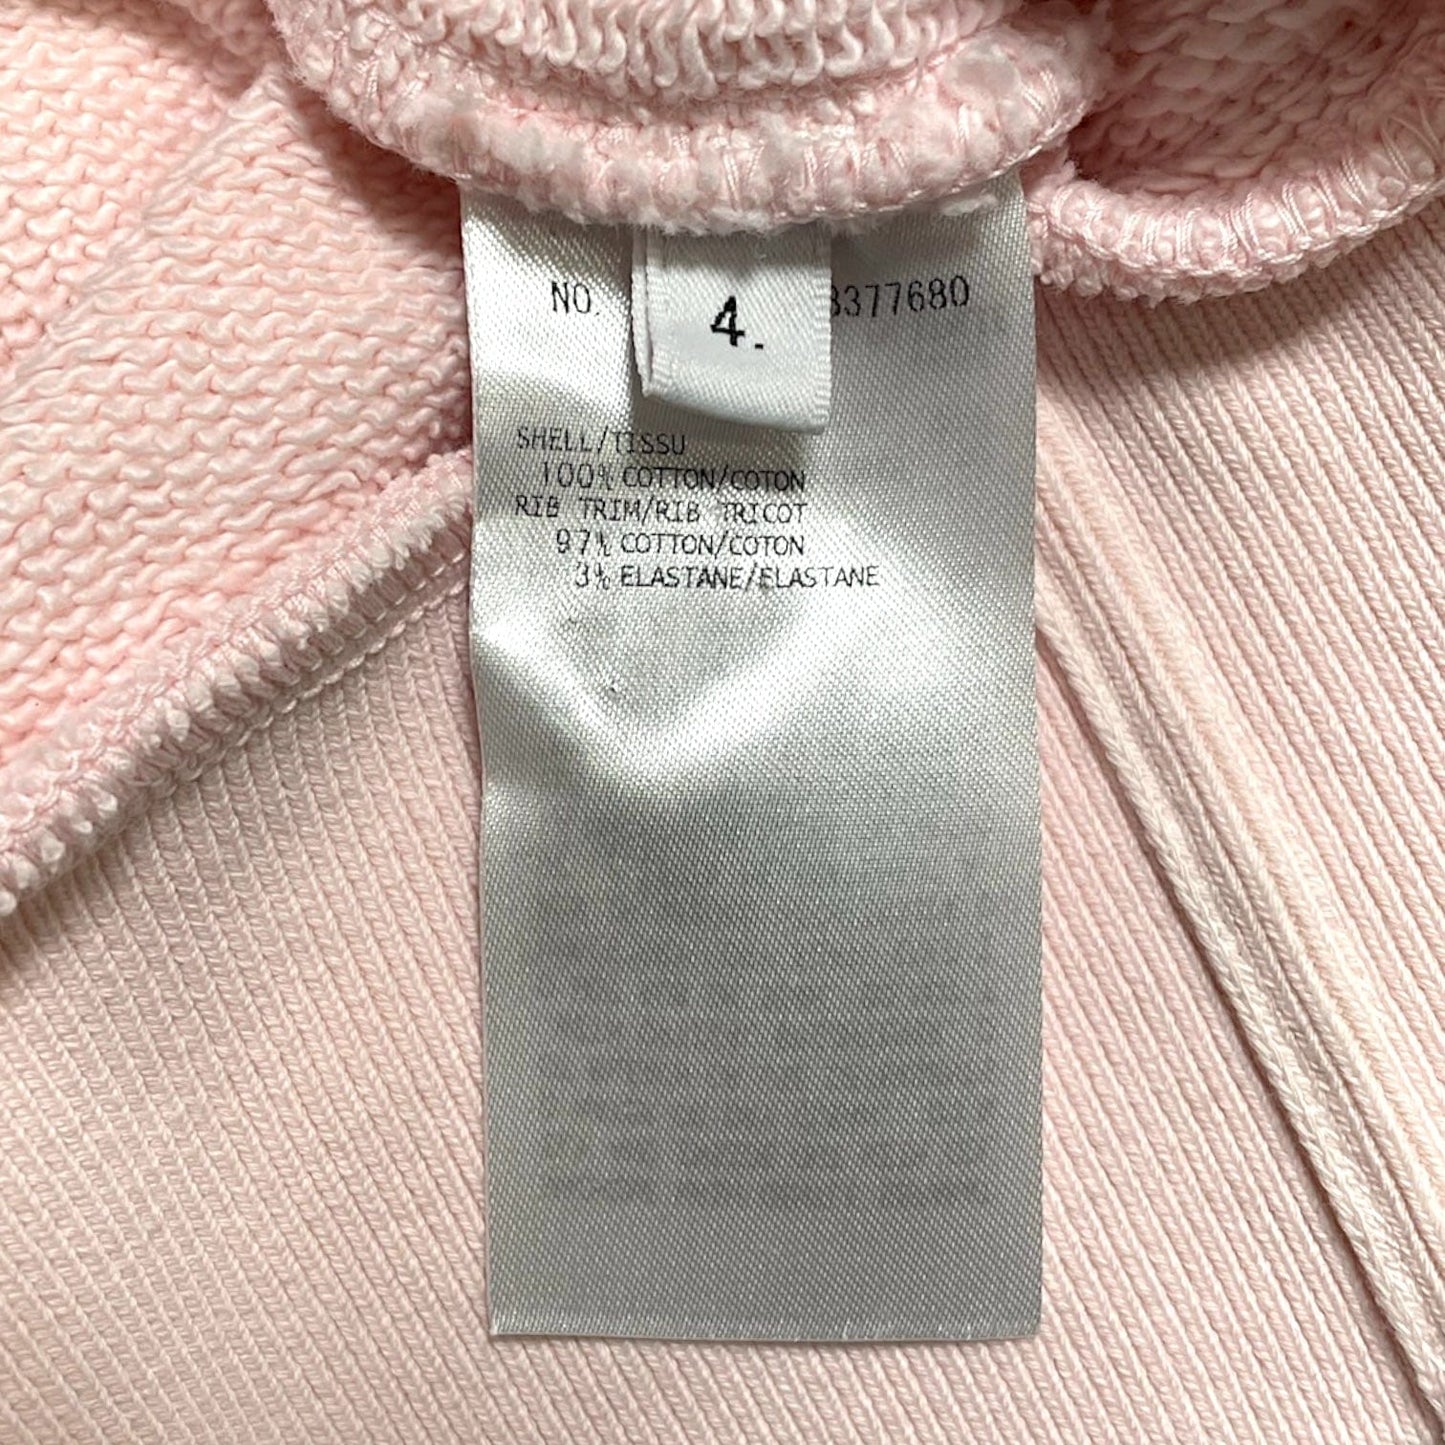 NO. 3377680
4.
SHELL/TISSU
100% COTTON/COTON
RIB TRIM/RIB TRICOT
97% COTTON/COTON
3% ELASTANE/ELASTANE